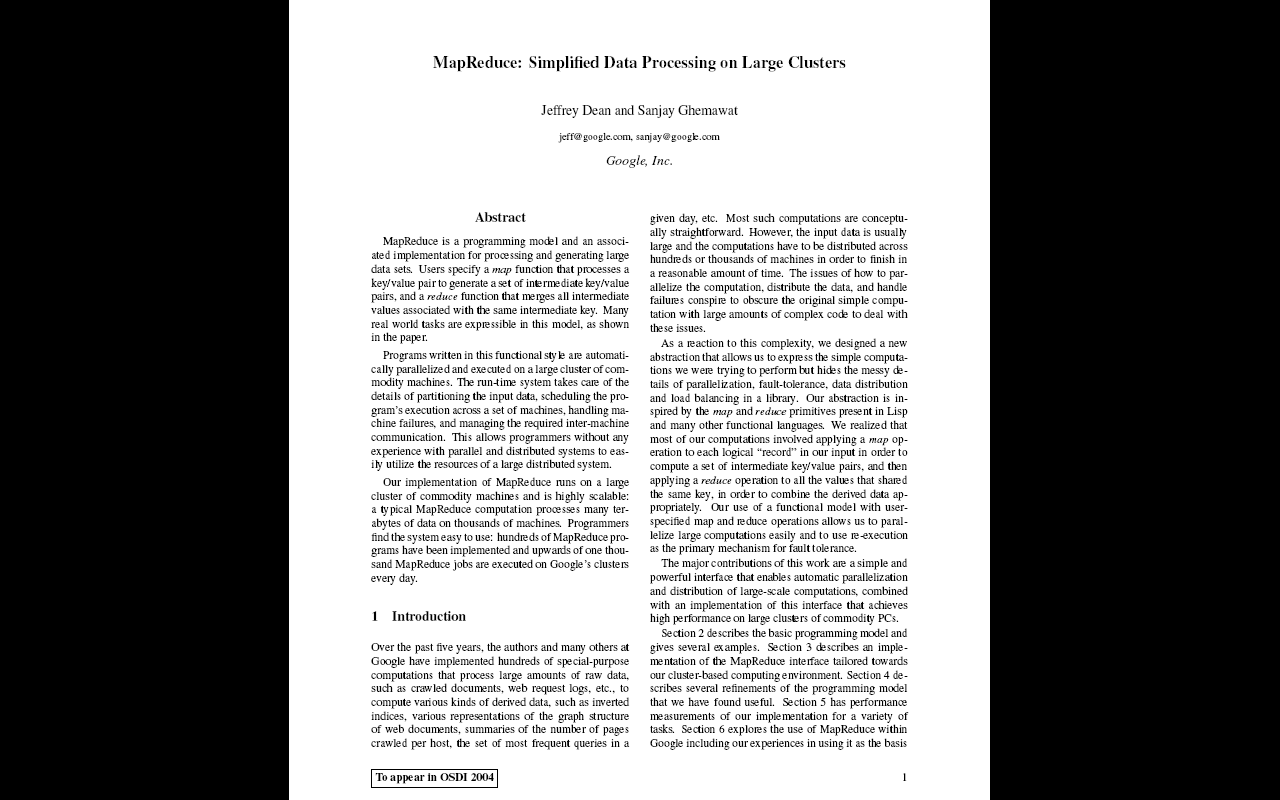 MapReduce: Simplified Data Processing on Large Clusters
Jeffrey Dean and Sanjay Ghemawat
jeff@google.com, sanjay@google.com
Google, Inc.
Abstract
MapReduce is a programming model and an associ-
ated implementation for processing and generating large
data sets. Users specify a map function that processes a
key/value pair to generate a set of intermediate key/value
pairs, and a reduce function that merges all intermediate
values associated with the same intermediate key. Many
real world tasks are expressible in this model, as shown
in the paper.
Programs written in this functional style are automati-
cally parallelized and executed on a large cluster of com-
modity machines. The run-time system takes care of the
details of partitioning the input data, scheduling the pro-
gram's execution across a set of machines, handling ma-
chine failures, and managing the required inter-machine
communication. This allows programmers without any
experience with parallel and distributed systems to eas-
ily utilize the resources of a large distributed system.
Our implementation of MapReduce runs on a large
cluster of commodity machines and is highly scalable:
a typical MapReduce computation processes many ter-
abytes of data on thousands of machines. Programmers
find the system easy to use: hundreds of MapReduce pro-
grams have been implemented and upwards of one thou-
sand MapReduce jobs are executed on Google's clusters
every day.
1 Introduction
Over the past five years, the authors and many others at
Google have implemented hundreds of special-purpose
computations that process large amounts of raw data,
such as crawled documents, web request logs, etc., to
compute various kinds of derived data, such as inverted
indices, various representations of the graph structure
of web documents, summaries of the number of pages
crawled per host, the set of most frequent queries in a
given day, etc. Most such computations are conceptu-
ally straightforward. However, the input data is usually
large and the computations have to be distributed across
hundreds or thousands of machines in order to finish in
a reasonable amount of time. The issues of how to par-
allelize the computation, distribute the data, and handle
failures conspire to obscure the original simple compu-
tation with large amounts of complex code to deal with
these issues.
As a reaction to this complexity, we designed a new
abstraction that allows us to express the simple computa-
tions we were trying to perform but hides the messy de-
tails of parallelization, fault-tolerance, data distribution
and load balancing in a library. Our abstraction is in-
spired by the map and reduce primitives present in Lisp
and many other functional languages. We realized that
most of our computations involved applying a map op-
eration to each logical “record” in our input in order to
compute a set of intermediate key/value pairs, and then
applying a reduce operation to all the values that shared
the same key, in order to combine the derived data ap-
propriately. Our use of a functional model with user-
specified map and reduce operations allows us to paral-
lelize large computations easily and to use re-execution
as the primary mechanism for fault tolerance.
The major contributions of this work are a simple and
powerful interface that enables automatic parallelization
and distribution of large-scale computations, combined
with an implementation of this interface that achieves
high performance on large clusters of commodity PCs.
Section 2 describes the basic programming model and
gives several examples. Section 3 describes an imple-
mentation of the MapReduce interface tailored towards
our cluster-based computing environment. Section 4 de-
scribes several refinements of the programming model
that we have found useful. Section 5 has performance
measurements of our implementation for a variety of
tasks. Section 6 explores the use of MapReduce within
Google including our experiences in using it as the basis
To appear in OSDI 2004
1